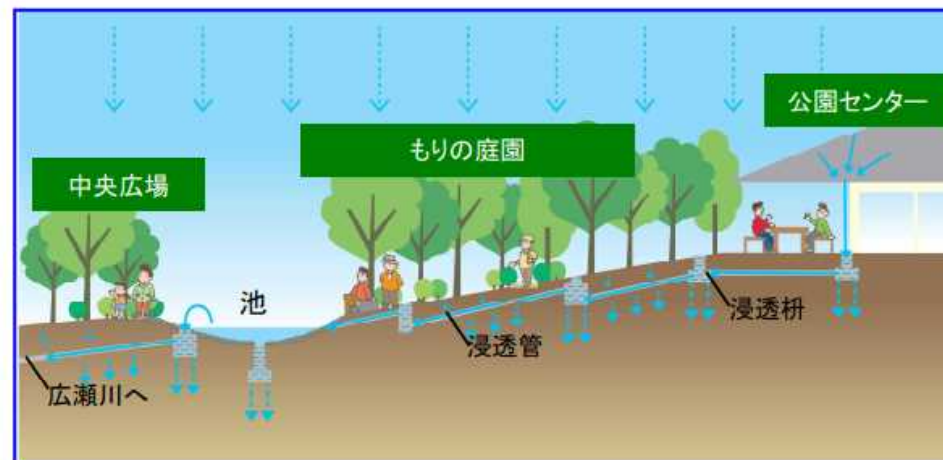 公園センター
もりの庭園
中央広場
池
浸透枡
浸透管
広瀬川へ